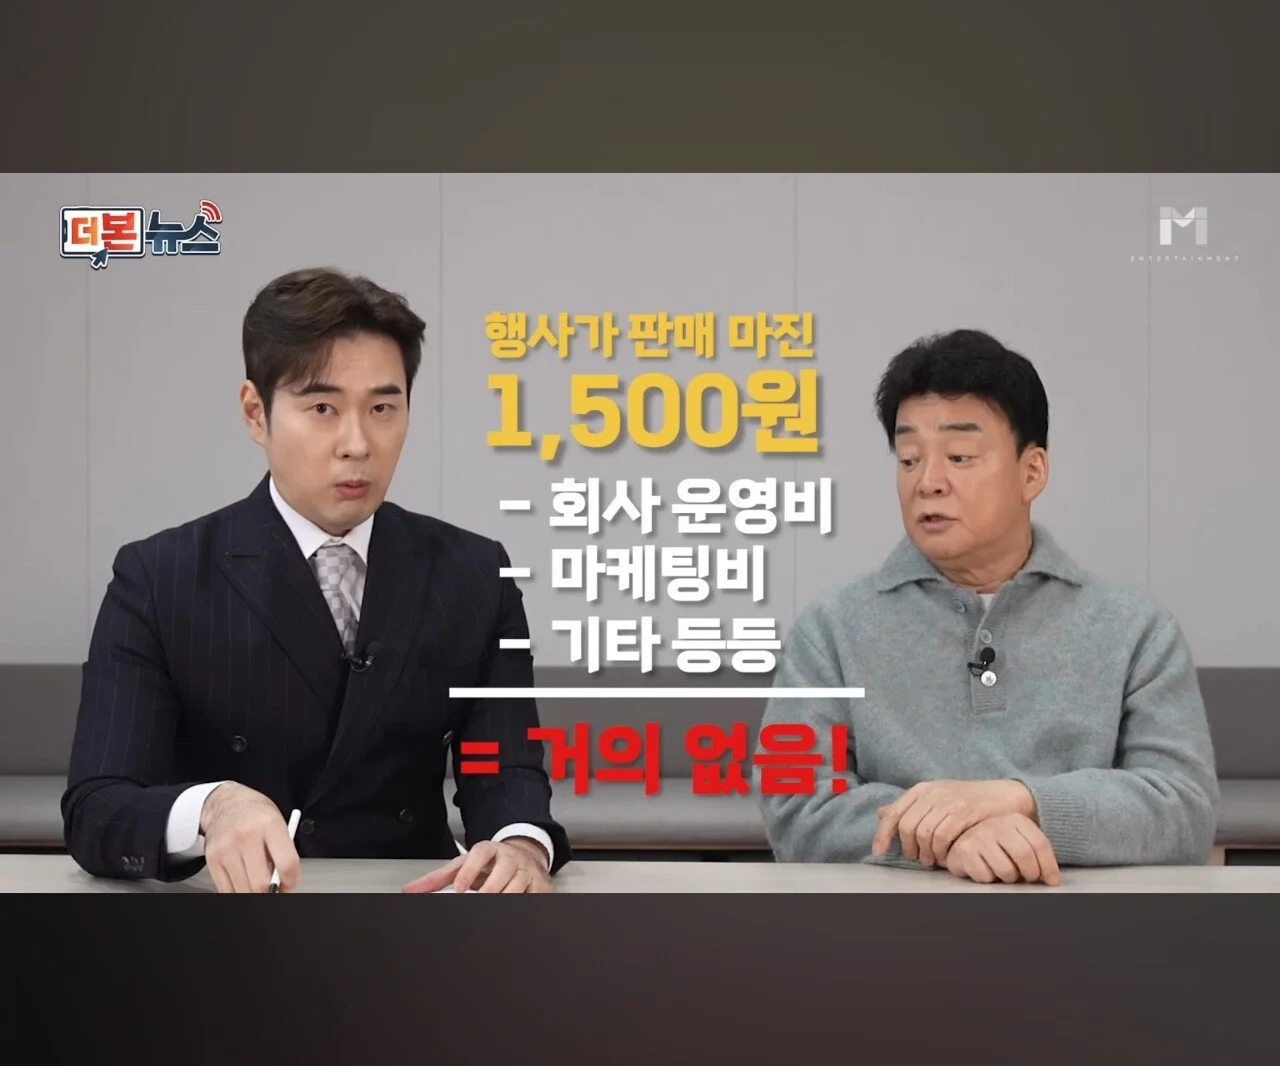 더본뉴스
M
ENTERTAINMENT
행사가 판매 마진
1,500원
- 회사 운영비
- 마케팅비
- 기타 등등
= 거의 없음!